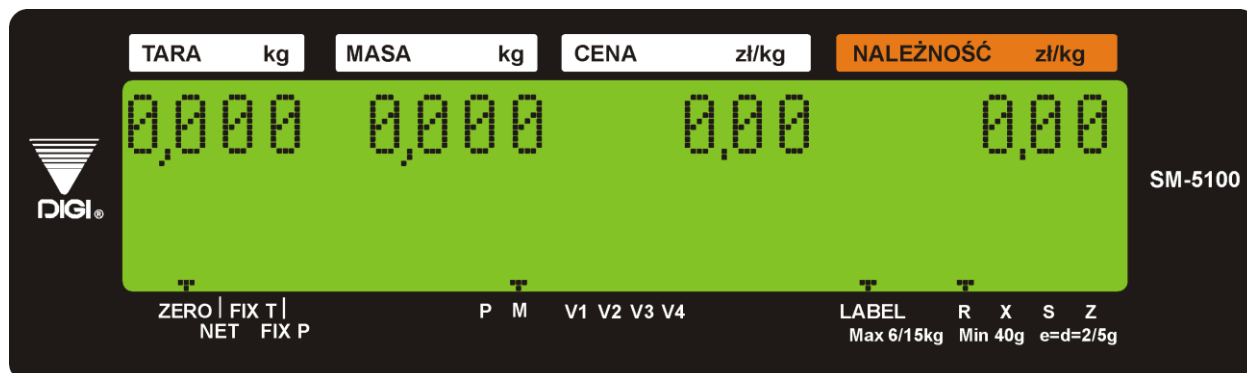 TARA kg MASA kg CENA zł/kg NALEŻNOŚĆ zł/kg
0,000 0,000 0,00 0,00
DIGI®
SM-5100
ZERO FIX T P M V1 V2 V3 V4 LABEL R X S Z
NET FIX P Max 6/15kg Min 40g e=d=2/5g